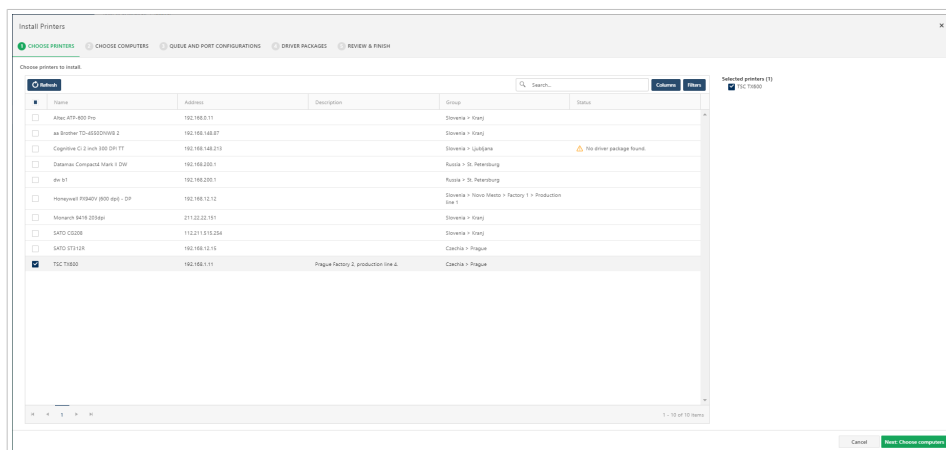 Install Printers
1 CHOOSE PRINTERS 2 CHOOSE COMPUTERS 3 QUEUE AND PORT CONFIGURATIONS 4 DRIVER PACKAGES 5 REVIEW & FINISH
Choose printers to install.
Refresh Search... Columns Filters
Name Address Description Group Status
Altec ATP-600 Pro 192.168.0.11 Slovenia > Kranj
aa Brother TD-4550DNWB 2 192.168.148.87 Slovenia > Kranj
Cognitive Ci 2 inch 300 DPI TT 192.168.148.213 Slovenia > Ljubljana No driver package found.
Datamax Compact4 Mark II DW 192.168.200.1 Russia > St. Petersburg
dw b1 192.168.200.1 Russia > St. Petersburg
Honeywell PX940V (600 dpi) - DP 192.168.12.12 Slovenia > Novo Mesto > Factory 1 > Production
line 1
Monarch 9416 203dpi 211.22.22.151 Slovenia > Kranj
SATO CG208 112.211.515.254 Slovenia > Kranj
SATO ST312R 192.168.12.15 Czechia > Prague
TSC TX600 192.168.1.11 Prague Factory 2, production line 4. Czechia > Prague
1
1 - 10 of 10 items
Selected printers (1)
TSC TX600
Cancel Next: Choose computers